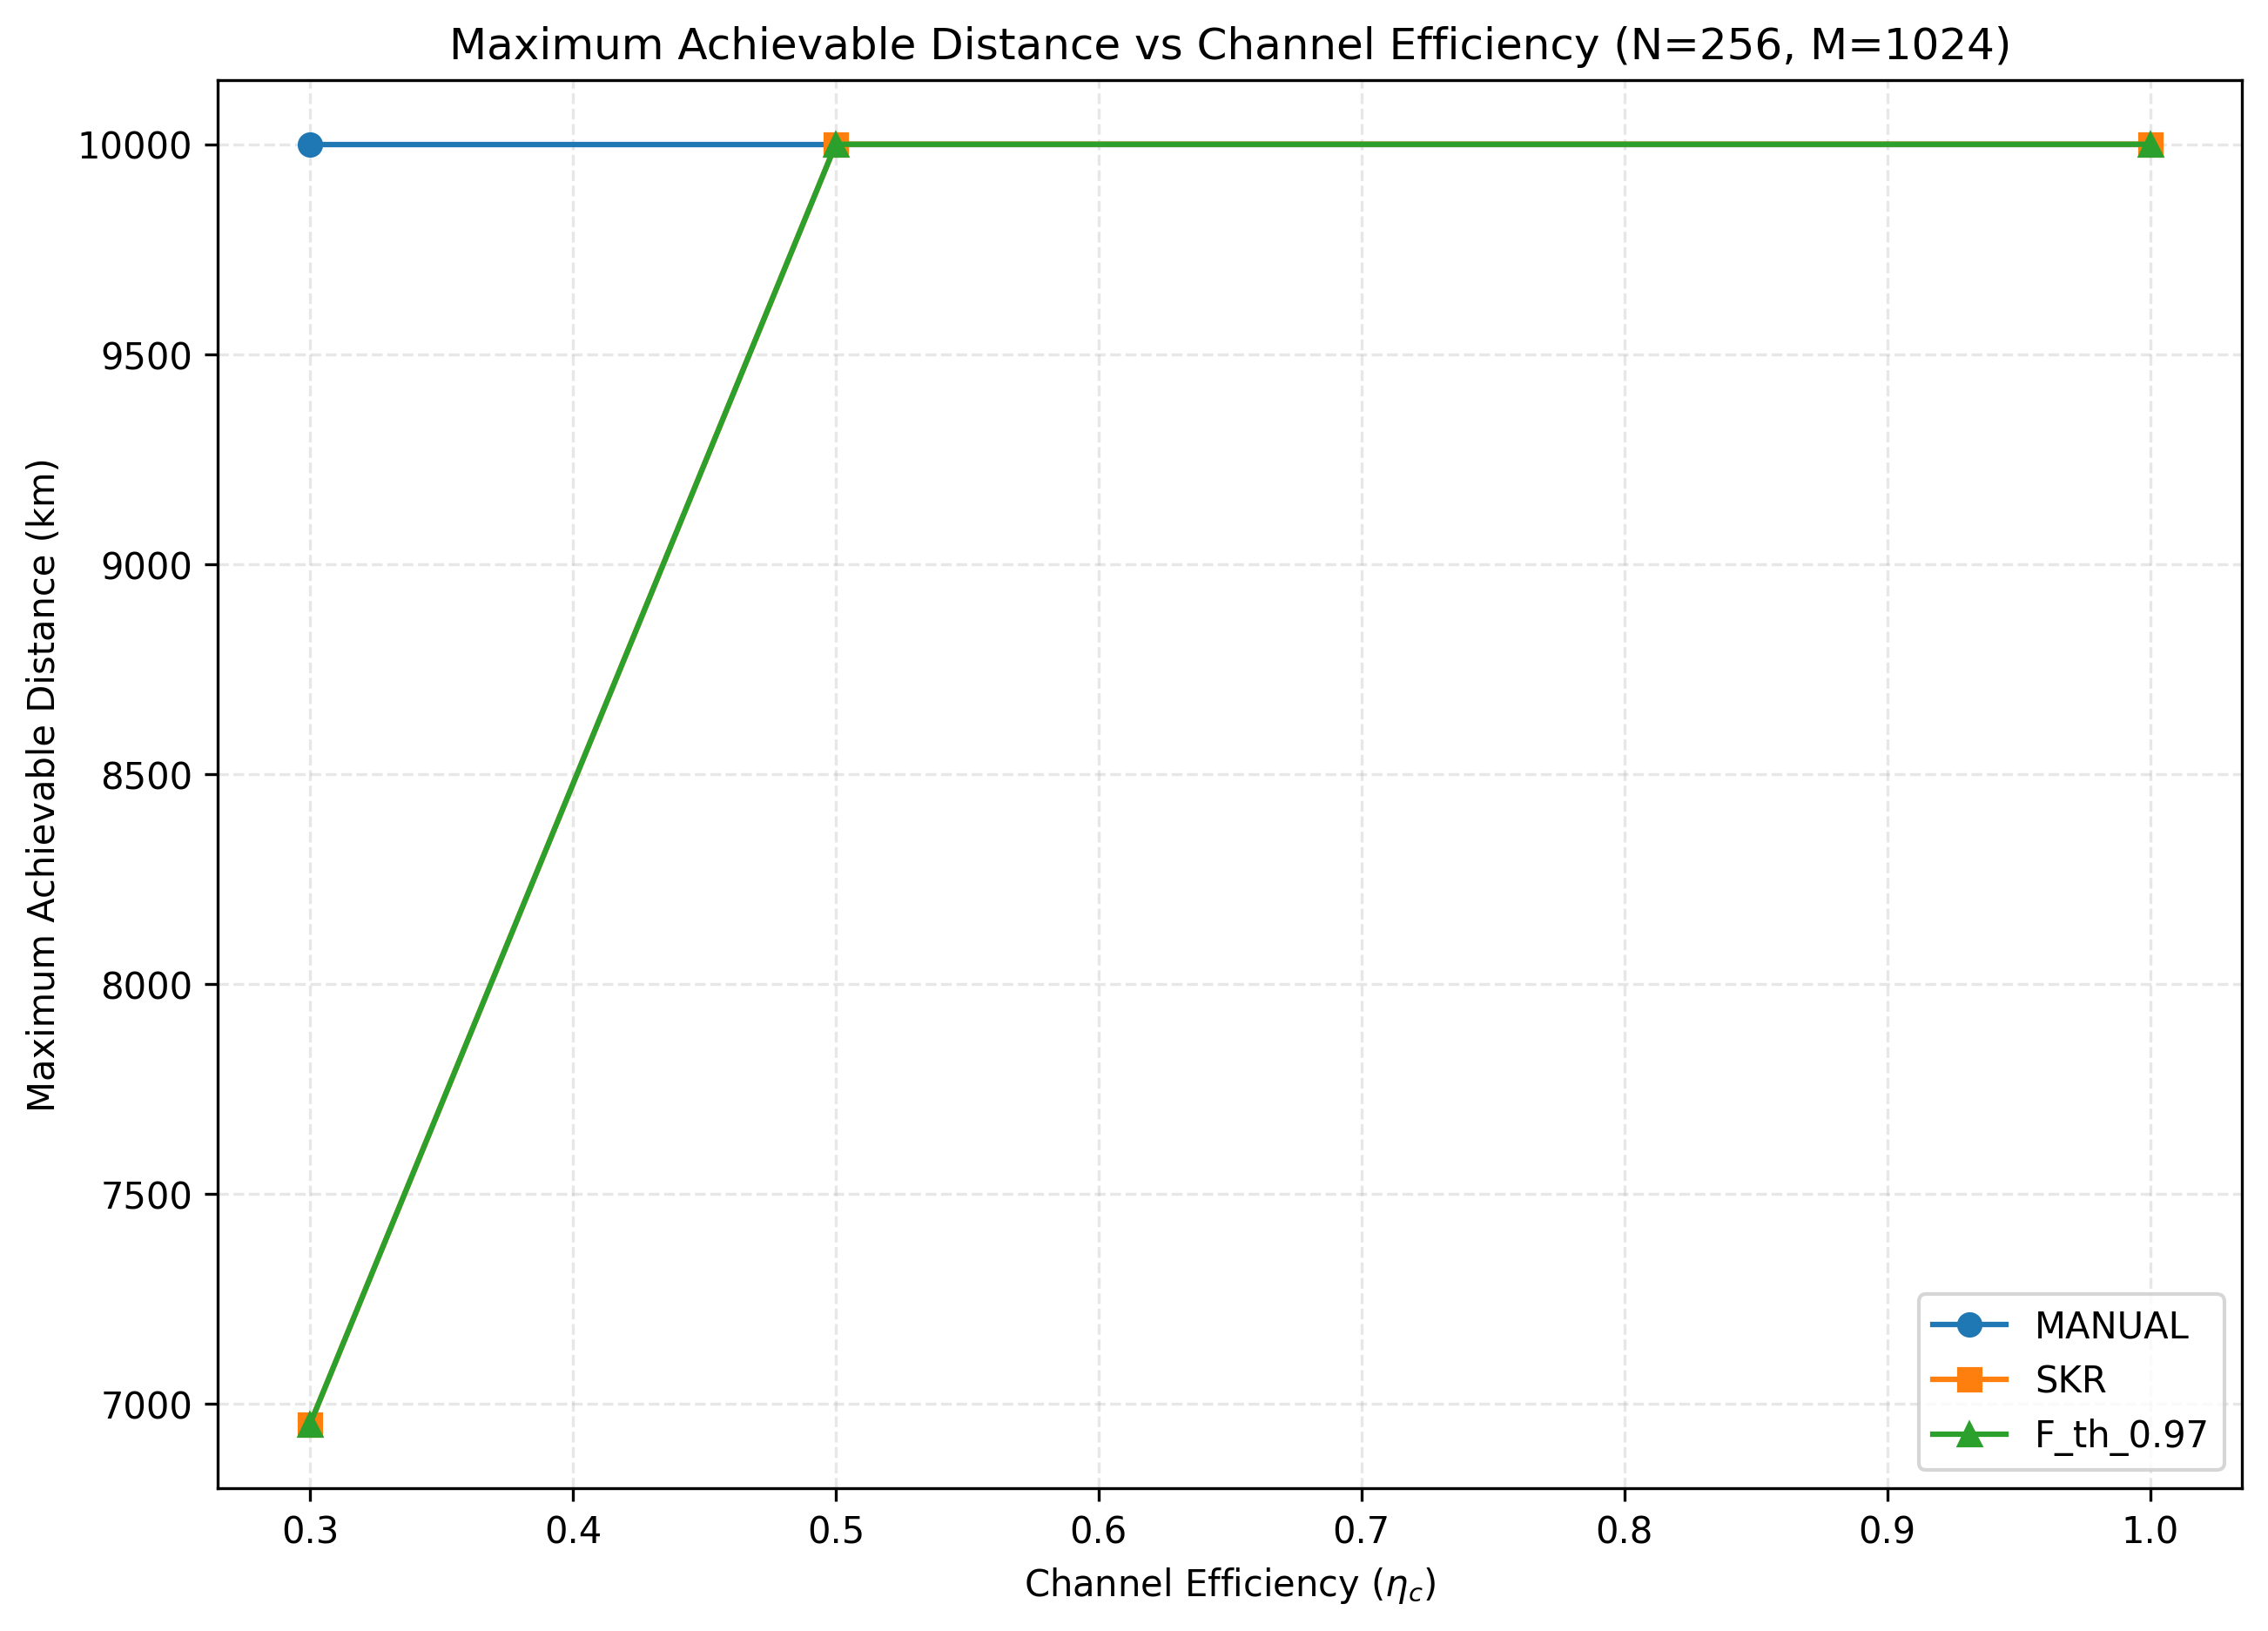 Maximum Achievable Distance vs Channel Efficiency (N=256, M=1024)
Maximum Achievable Distance (km)
10000
9500
9000
8500
8000
7500
7000
0.3 0.4 0.5 0.6 0.7 0.8 0.9 1.0
Channel Efficiency (η_c)
MANUAL
SKR
F_th_0.97